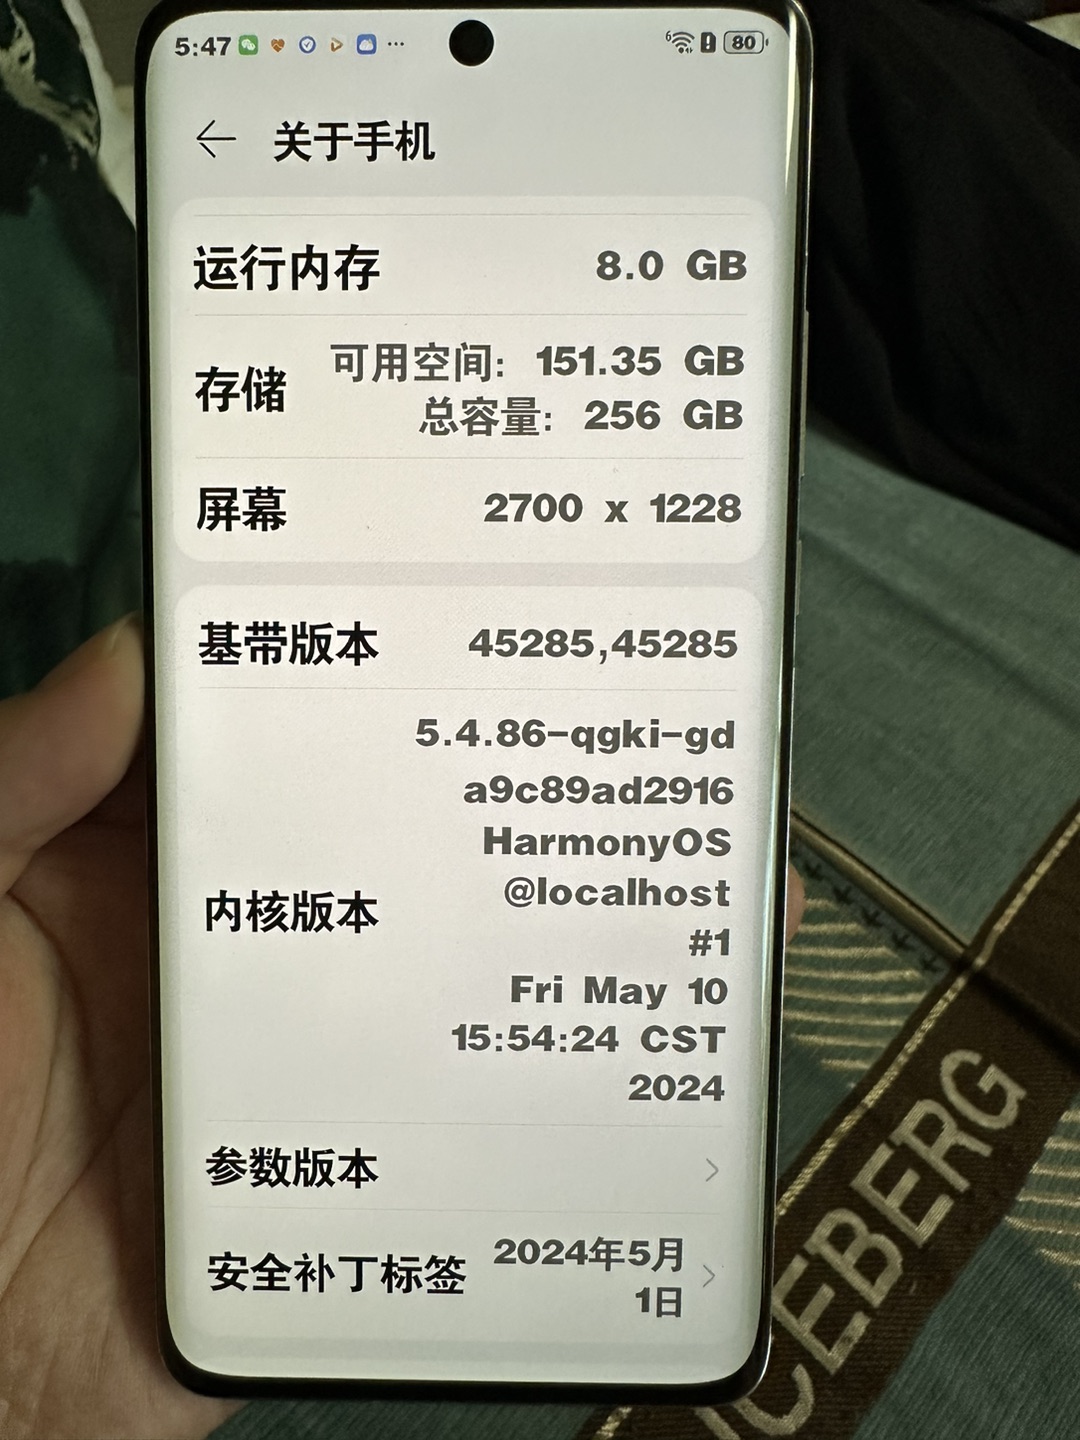 5:47 ... 6 80
关于手机
运行内存 8.0 GB
存储 可用空间: 151.35 GB
总容量: 256 GB
屏幕 2700 x 1228
基带版本 45285,45285
内核版本 5.4.86-qgki-gd
a9c89ad2916
HarmonyOS
@localhost
#1
Fri May 10
15:54:24 CST
2024
参数版本
安全补丁标签 2024年5月
1日
ICEBERG